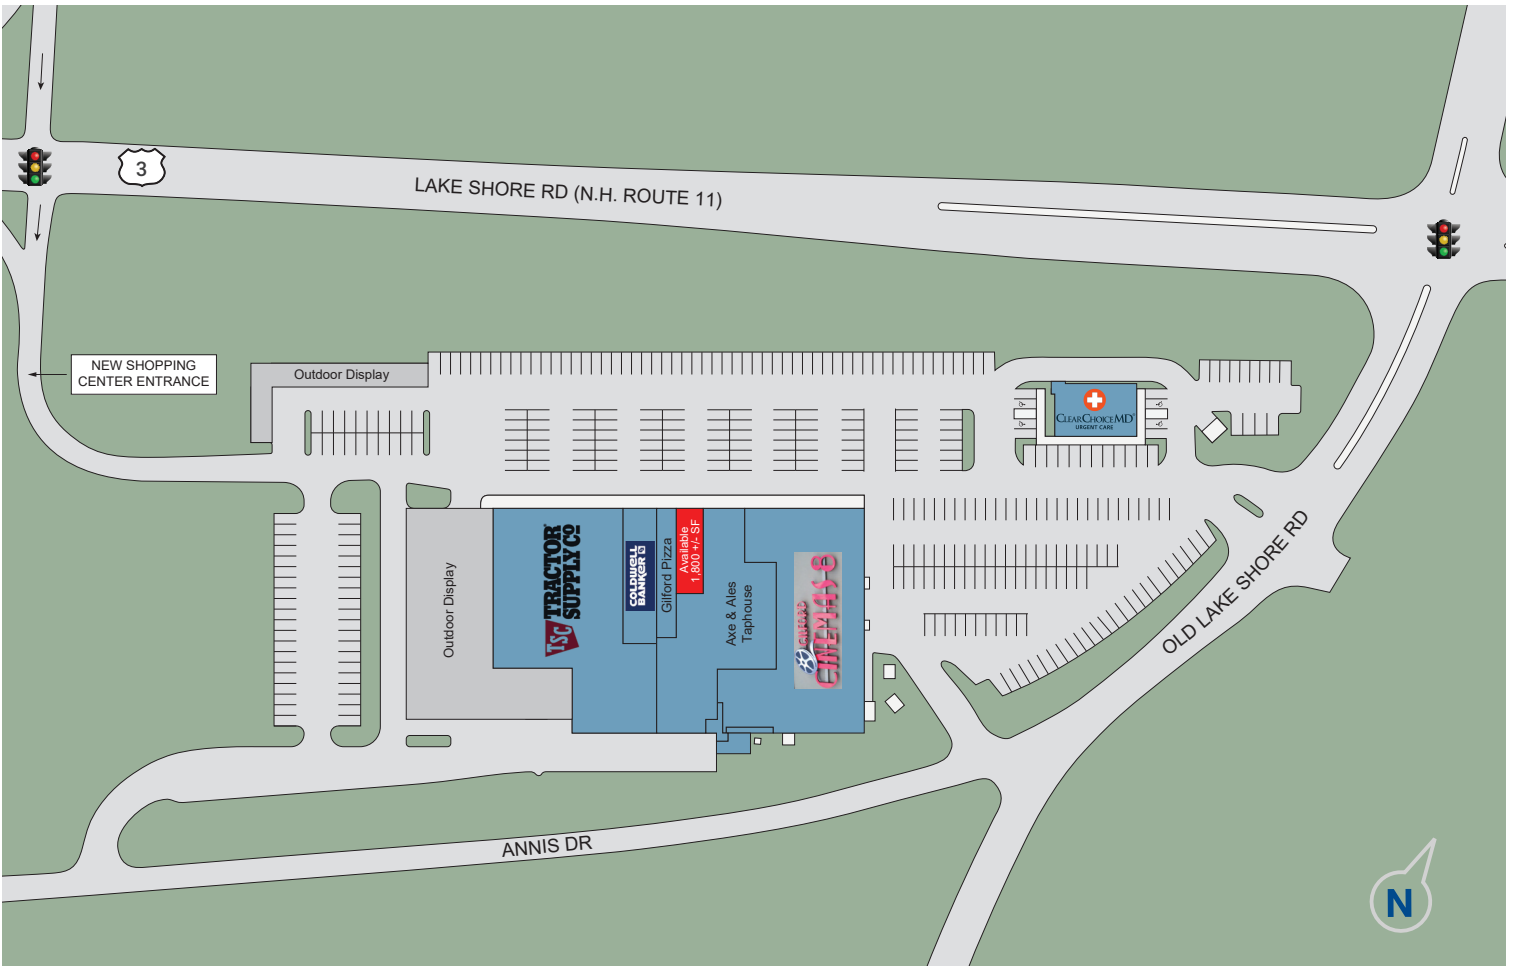 3
LAKE SHORE RD (N.H. ROUTE 11)
NEW SHOPPING
CENTER ENTRANCE
Outdoor Display
CLEARCHOICEMD
URGENT CARE
Outdoor Display
TSC
TRACTOR
SUPPLY CO
COLDWELL
BANKER
Gilford Pizza
Available
1,800 +/- SF
Axe & Ales
Taphouse
CINEMAS 8
OLD LAKE SHORE RD
ANNIS DR
N